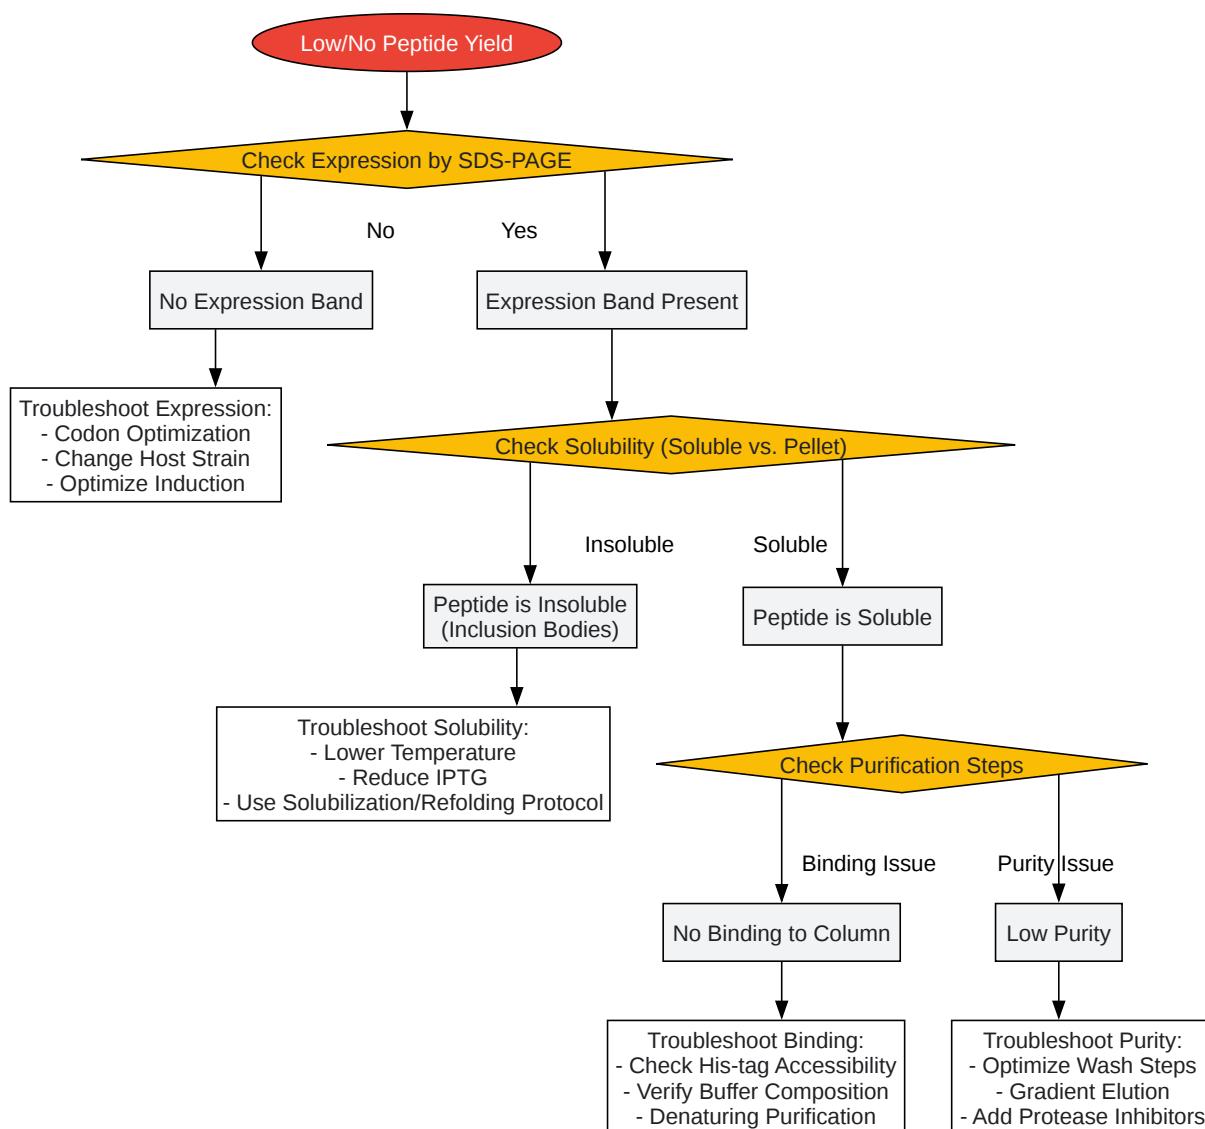 Low/No Peptide Yield
Check Expression by SDS-PAGE
No
Yes
No Expression Band
Expression Band Present
Troubleshoot Expression:
- Codon Optimization
- Change Host Strain
- Optimize Induction
Check Solubility (Soluble vs. Pellet)
Insoluble
Soluble
Peptide is Insoluble
(Inclusion Bodies)
Peptide is Soluble
Troubleshoot Solubility:
- Lower Temperature
- Reduce IPTG
- Use Solubilization/Refolding Protocol
Check Purification Steps
Binding Issue
Purity Issue
No Binding to Column
Low Purity
Troubleshoot Binding:
- Check His-tag Accessibility
- Verify Buffer Composition
- Denaturing Purification
Troubleshoot Purity:
- Optimize Wash Steps
- Gradient Elution
- Add Protease Inhibitors